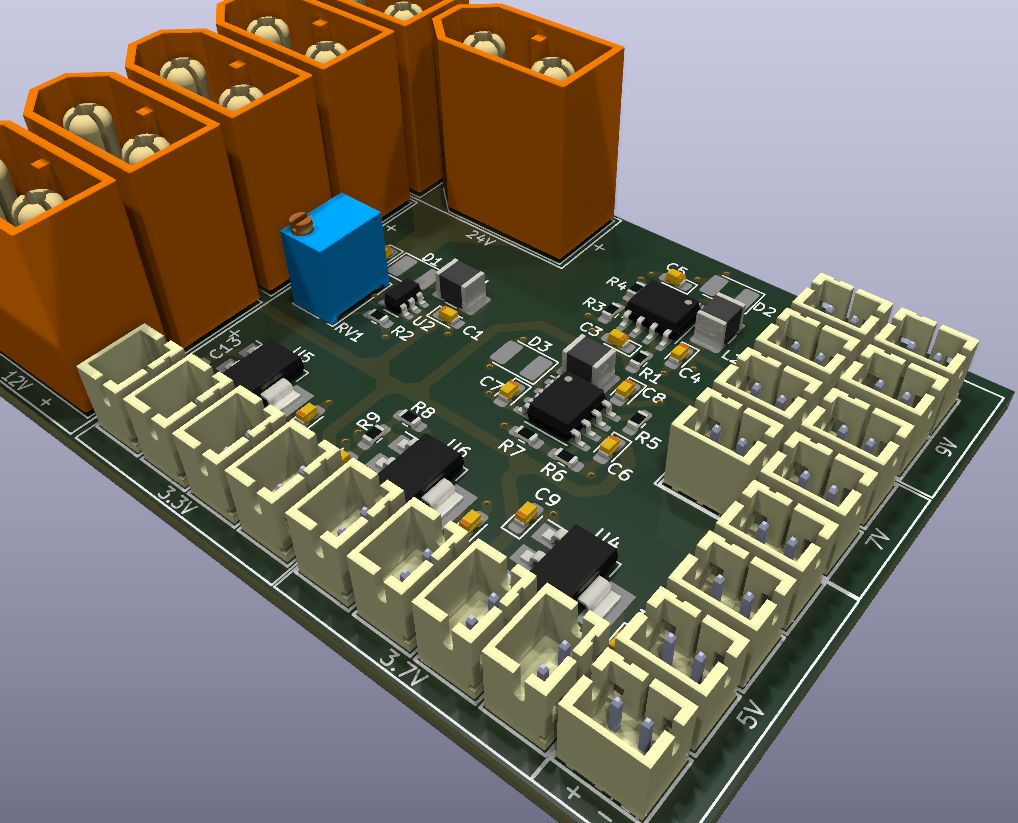 24V
+
+
D1
C5
R4
D2
R3
U2
C1
RV1
R2
C3
D3
R1
C4
+
C13
U5
C7
C8
12V
+
R8
R9
R5
R7
R6
C6
9V
3.3V
C9
U4
7V
3.7V
5V
+
-